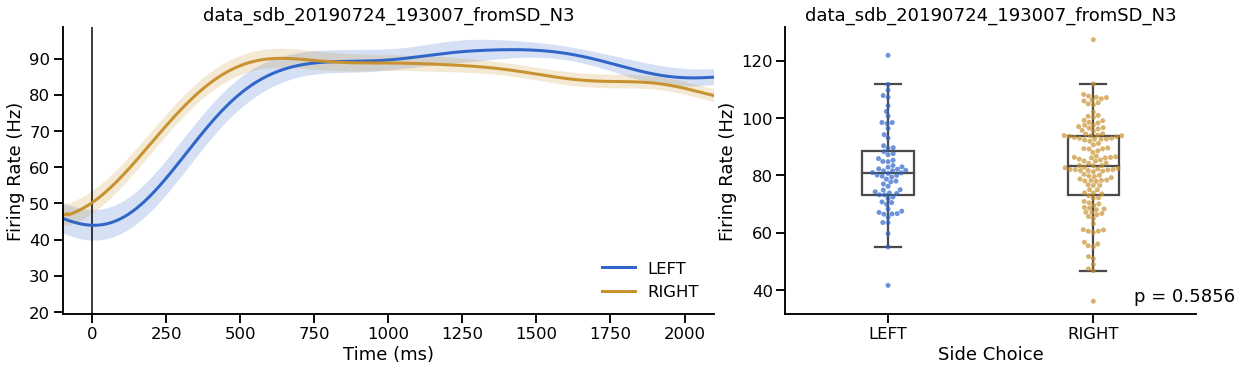 data_sdb_20190724_193007_fromSD_N3
Firing Rate (Hz)
90
80
70
60
50
40
30
20
0
250
500
750
1000
1250
1500
1750
2000
Time (ms)
LEFT
RIGHT
data_sdb_20190724_193007_fromSD_N3
Firing Rate (Hz)
120
100
80
60
40
p = 0.5856
LEFT
RIGHT
Side Choice